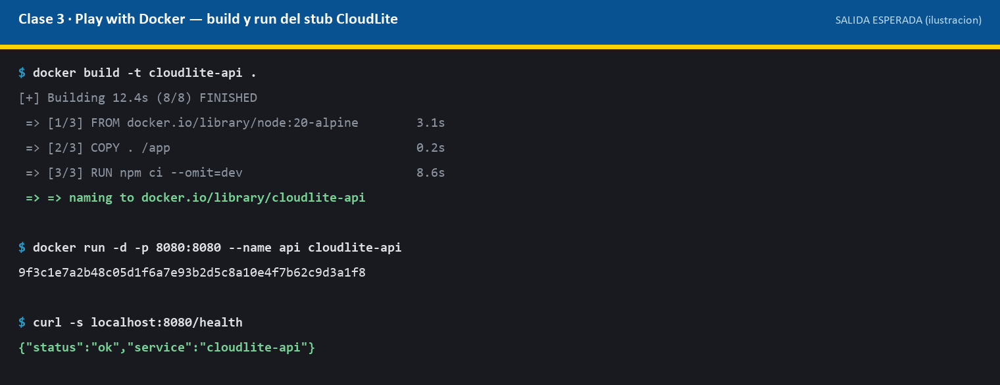 Clase 3 · Play with Docker — build y run del stub CloudLite
SALIDA ESPERADA (ilustracion)
$ docker build -t cloudlite-api .
[+] Building 12.4s (8/8) FINISHED
=> [1/3] FROM docker.io/library/node:20-alpine 3.1s
=> [2/3] COPY . /app 0.2s
=> [3/3] RUN npm ci --omit=dev 8.6s
=> => naming to docker.io/library/cloudlite-api
$ docker run -d -p 8080:8080 --name api cloudlite-api
9f3c1e7a2b48c05d1f6a7e93b2d5c8a10e4f7b62c9d3a1f8
$ curl -s localhost:8080/health
{"status":"ok","service":"cloudlite-api"}